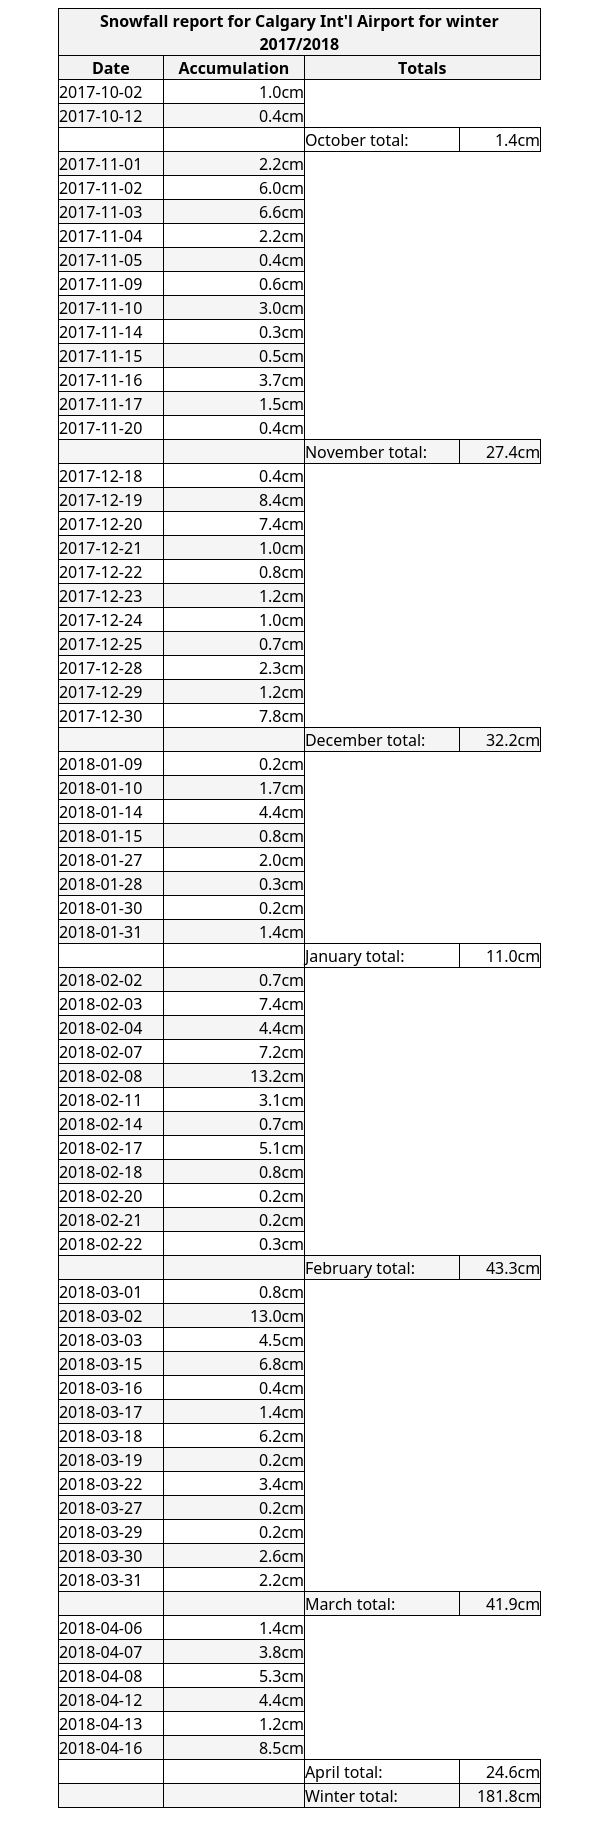 Snowfall report for Calgary Int'l Airport for winter
2017/2018
Date Accumulation Totals
2017-10-02 1.0cm
2017-10-12 0.4cm
October total: 1.4cm
2017-11-01 2.2cm
2017-11-02 6.0cm
2017-11-03 6.6cm
2017-11-04 2.2cm
2017-11-05 0.4cm
2017-11-09 0.6cm
2017-11-10 3.0cm
2017-11-14 0.3cm
2017-11-15 0.5cm
2017-11-16 3.7cm
2017-11-17 1.5cm
2017-11-20 0.4cm
November total: 27.4cm
2017-12-18 0.4cm
2017-12-19 8.4cm
2017-12-20 7.4cm
2017-12-21 1.0cm
2017-12-22 0.8cm
2017-12-23 1.2cm
2017-12-24 1.0cm
2017-12-25 0.7cm
2017-12-28 2.3cm
2017-12-29 1.2cm
2017-12-30 7.8cm
December total: 32.2cm
2018-01-09 0.2cm
2018-01-10 1.7cm
2018-01-14 4.4cm
2018-01-15 0.8cm
2018-01-27 2.0cm
2018-01-28 0.3cm
2018-01-30 0.2cm
2018-01-31 1.4cm
January total: 11.0cm
2018-02-02 0.7cm
2018-02-03 7.4cm
2018-02-04 4.4cm
2018-02-07 7.2cm
2018-02-08 13.2cm
2018-02-11 3.1cm
2018-02-14 0.7cm
2018-02-17 5.1cm
2018-02-18 0.8cm
2018-02-20 0.2cm
2018-02-21 0.2cm
2018-02-22 0.3cm
February total: 43.3cm
2018-03-01 0.8cm
2018-03-02 13.0cm
2018-03-03 4.5cm
2018-03-15 6.8cm
2018-03-16 0.4cm
2018-03-17 1.4cm
2018-03-18 6.2cm
2018-03-19 0.2cm
2018-03-22 3.4cm
2018-03-27 0.2cm
2018-03-29 0.2cm
2018-03-30 2.6cm
2018-03-31 2.2cm
March total: 41.9cm
2018-04-06 1.4cm
2018-04-07 3.8cm
2018-04-08 5.3cm
2018-04-12 4.4cm
2018-04-13 1.2cm
2018-04-16 8.5cm
April total: 24.6cm
Winter total: 181.8cm